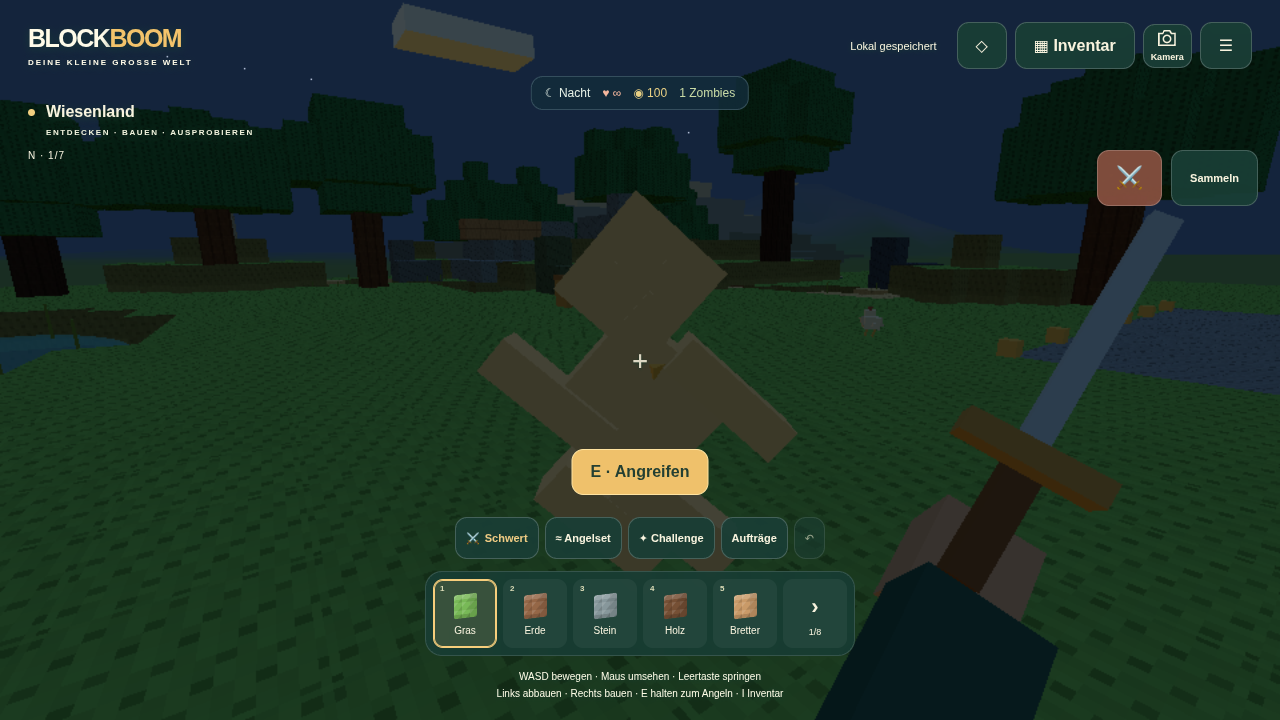 BLOCKBOOM
DEINE KLEINE GROSSE WELT
Wiesenland
ENTDECKEN · BAUEN · AUSPROBIEREN
N · 1/7
☾ Nacht ♥ ∞ ◉ 100 1 Zombies
Lokal gespeichert
◇
▦ Inventar
Kamera
☰
⚔️
Sammeln
+
E · Angreifen
⚔️ Schwert
≈ Angelset
✦ Challenge
Aufträge
↶
1 Gras
2 Erde
3 Stein
4 Holz
5 Bretter
› 1/8
WASD bewegen · Maus umsehen · Leertaste springen
Links abbauen · Rechts bauen · E halten zum Angeln · I Inventar